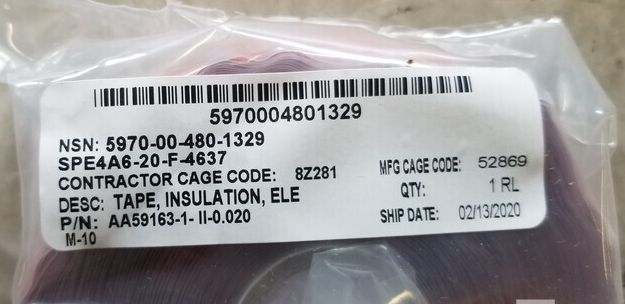 5970004801329
NSN: 5970-00-480-1329
SPE4A6-20-F-4637
CONTRACTOR CAGE CODE: 8Z281
DESC: TAPE, INSULATION, ELE
P/N: AA59163-1- II-0.020
M-10
MFG CAGE CODE: 52869
QTY: 1 RL
SHIP DATE: 02/13/2020